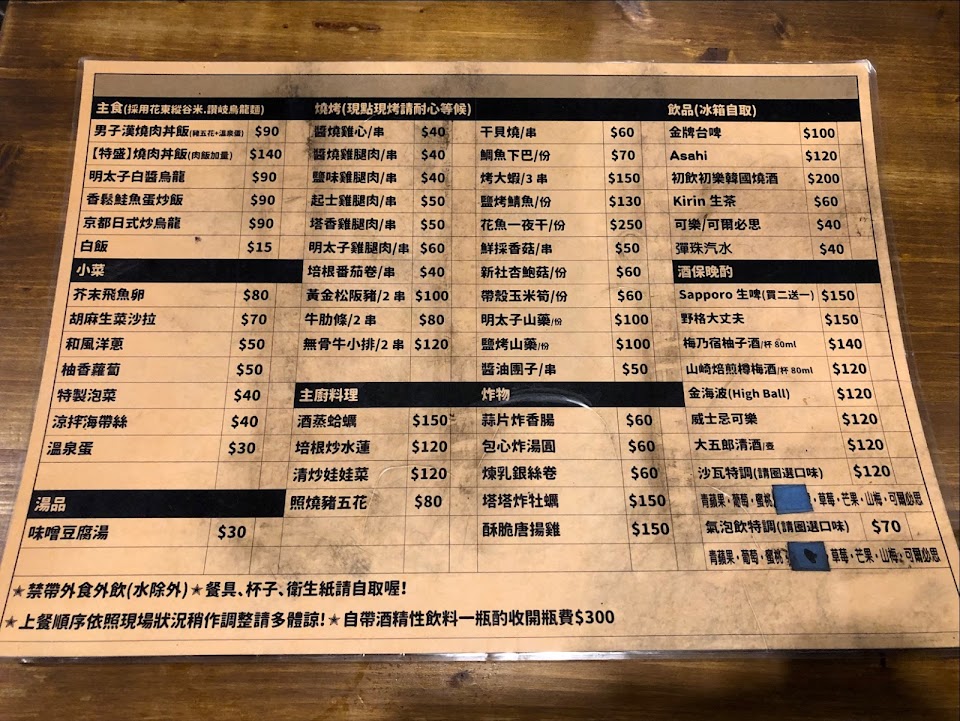 主食(採用花東縱谷米.讚岐烏龍麵)
男子漢燒肉丼飯(豬五花+溫泉蛋) $90
【特盛】燒肉丼飯(肉飯加量) $140
明太子白醬烏龍 $90
香鬆鮭魚蛋炒飯 $90
京都日式炒烏龍 $90
白飯 $15
小菜
芥末飛魚卵 $80
胡麻生菜沙拉 $70
和風洋蔥 $50
柚香蘿蔔 $50
特製泡菜 $40
涼拌海帶絲 $40
溫泉蛋 $30
湯品
味噌豆腐湯 $30
燒烤(現點現烤請耐心等候)
醬燒雞心/串 $40
醬燒雞腿肉/串 $40
鹽味雞腿肉/串 $40
起士雞腿肉/串 $50
塔香雞腿肉/串 $50
明太子雞腿肉/串 $60
培根番茄卷/串 $40
黃金松阪豬/2 串 $100
牛肋條/2 串 $80
無骨牛小排/2 串 $120
主廚料理
酒蒸蛤蠣 $150
培根炒水蓮 $120
清炒娃娃菜 $120
照燒豬五花 $80
干貝燒/串 $60
鯛魚下巴/份 $70
烤大蝦/3 串 $150
鹽烤鯖魚/份 $130
花魚一夜干/份 $250
鮮採香菇/串 $50
新社杏鮑菇/份 $60
帶殼玉米筍/份 $60
明太子山藥/份 $100
鹽烤山藥/份 $100
醬油團子/串 $50
炸物
蒜片炸香腸 $60
包心炸湯圓 $60
煉乳銀絲卷 $60
塔塔炸牡蠣 $150
酥脆唐揚雞 $150
飲品(冰箱自取)
金牌台啤 $100
Asahi $120
初飲初樂韓國燒酒 $200
Kirin 生茶 $60
可樂/可爾必思 $40
彈珠汽水 $40
酒保晚酌
Sapporo 生啤(買二送一) $150
野格大丈夫 $150
梅乃宿柚子酒/杯 80ml $140
山崎焙煎樽梅酒/杯 80ml $120
金海波(High Ball) $120
威士忌可樂 $120
大五郎清酒/壺 $120
沙瓦特調(請圈選口味) $120
青蘋果・葡萄・蜜桃 ・草莓・芒果・山梅・可爾必思
氣泡飲特調(請圈選口味) $70
青蘋果・葡萄・蜜桃 草莓・芒果・山梅・可爾必思
★禁帶外食外飲(水除外)★餐具、杯子、衛生紙請自取喔!
★上餐順序依照現場狀況稍作調整請多體諒!★自帶酒精性飲料一瓶酌收開瓶費$300